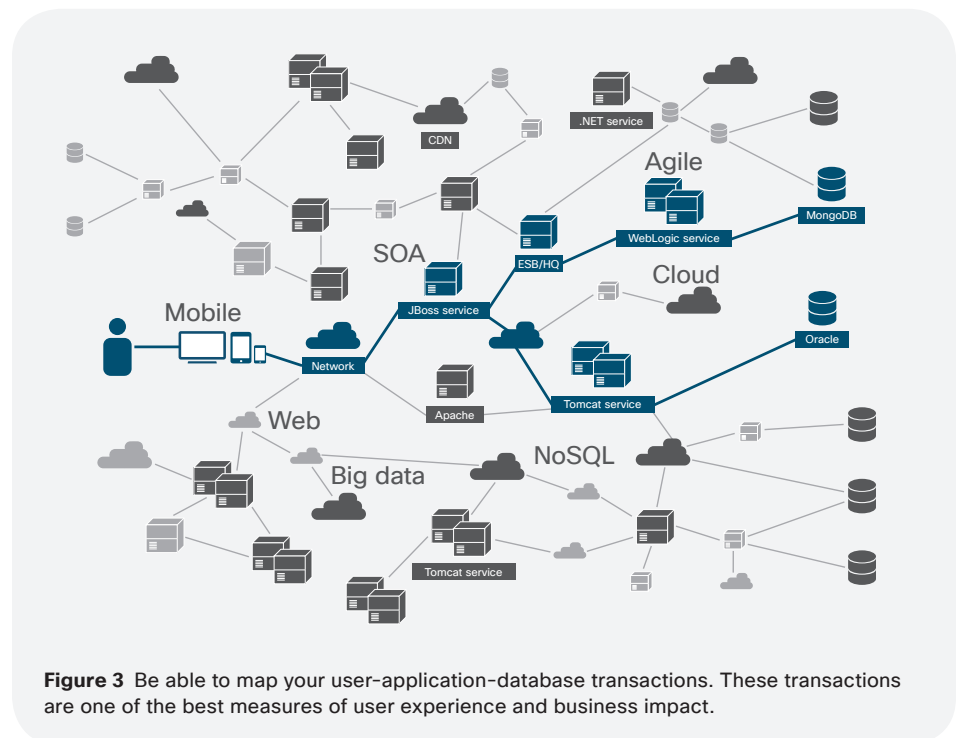 CDN
.NET service
Agile
MongoDB
WebLogic service
SOA
ESB/HQ
Cloud
JBoss service
Mobile
Oracle
Network
Tomcat service
Apache
Web
NoSQL
Big data
Tomcat service
Figure 3 Be able to map your user-application-database transactions. These transactions
are one of the best measures of user experience and business impact.